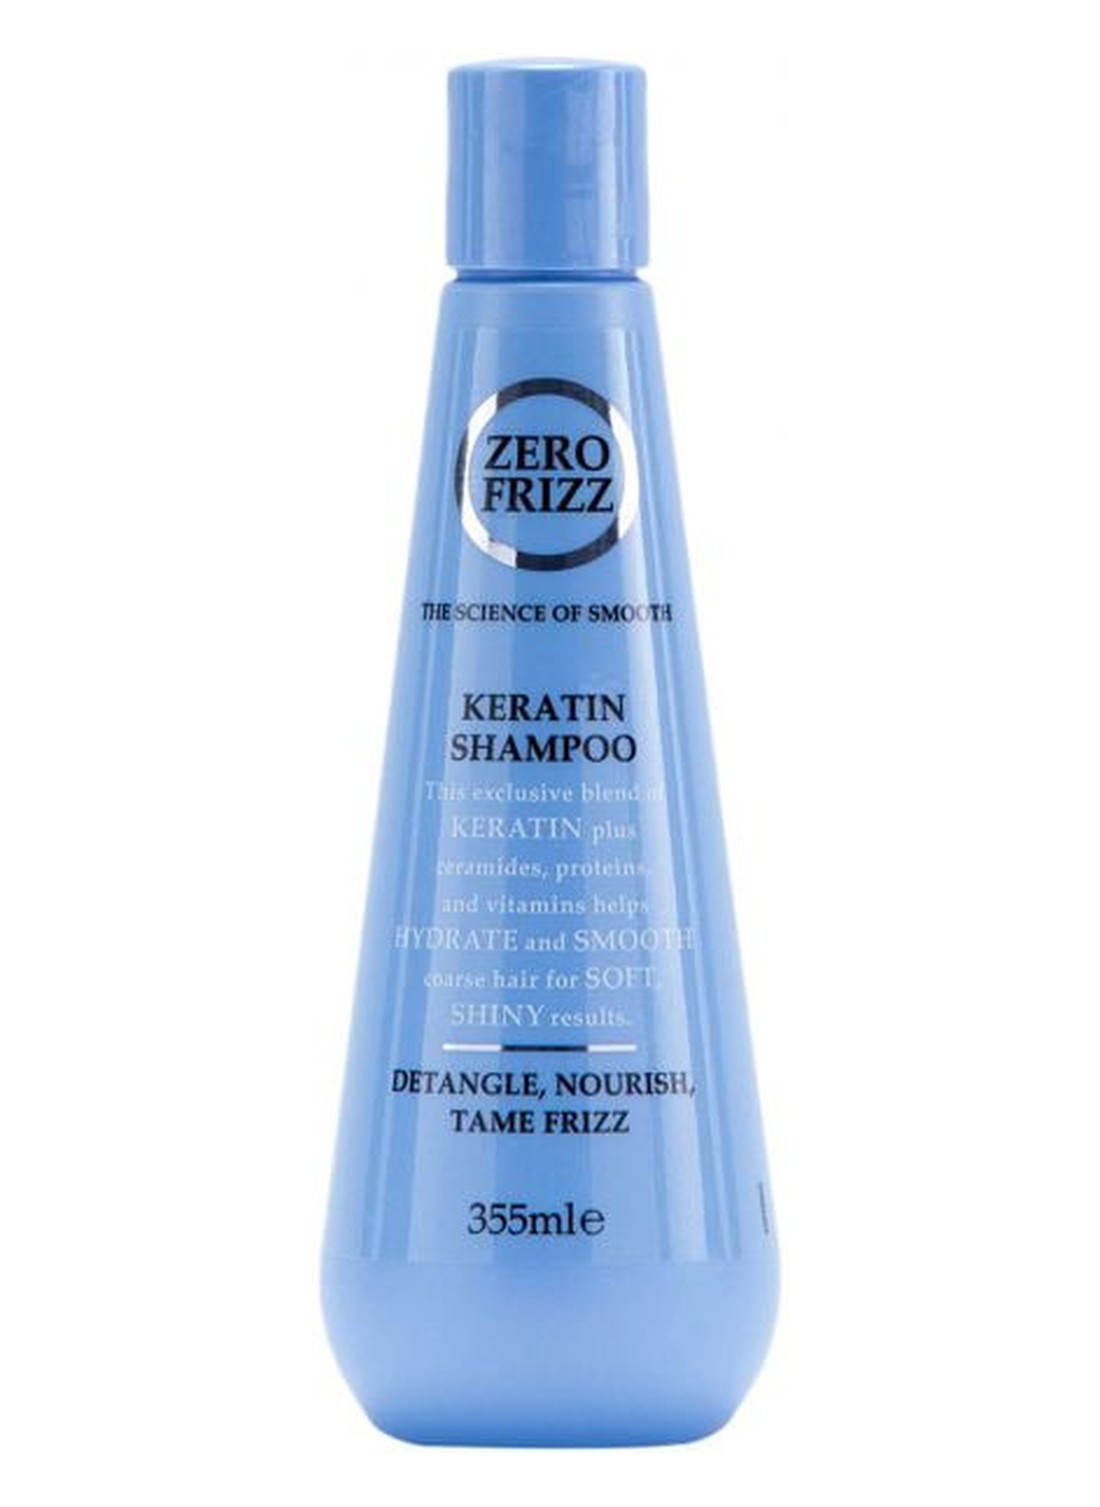 ZERO
FRIZZ
THE SCIENCE OF SMOOTH
KERATIN
SHAMPOO
This exclusive blend of
KERATIN plus
ceramides, proteins,
and vitamins helps
HYDRATE and SMOOTH
coarse hair for SOFT,
SHINY results.
DETANGLE, NOURISH,
TAME FRIZZ
355ml℮